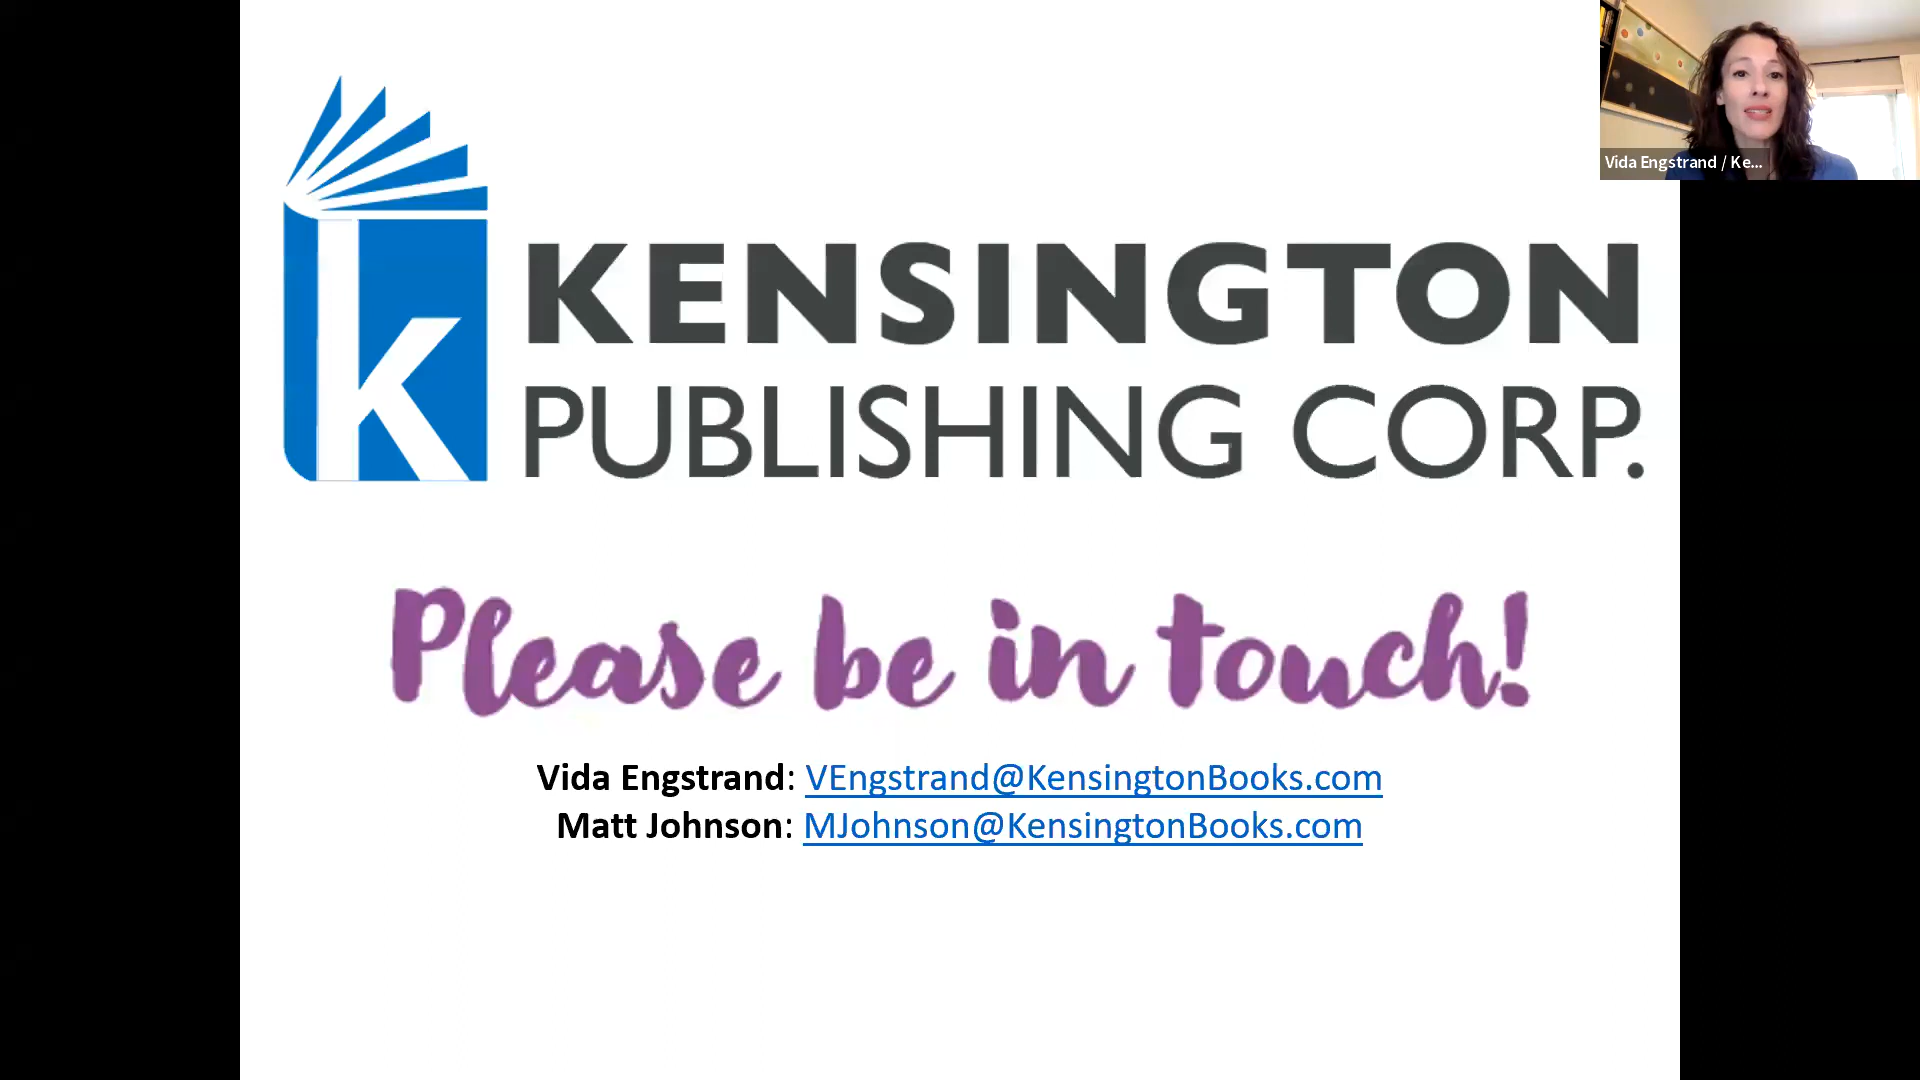 Vida Engstrand / Ke...
k
KENSINGTON
PUBLISHING CORP.
Please be in touch!
Vida Engstrand: VEngstrand@KensingtonBooks.com
Matt Johnson: MJohnson@KensingtonBooks.com